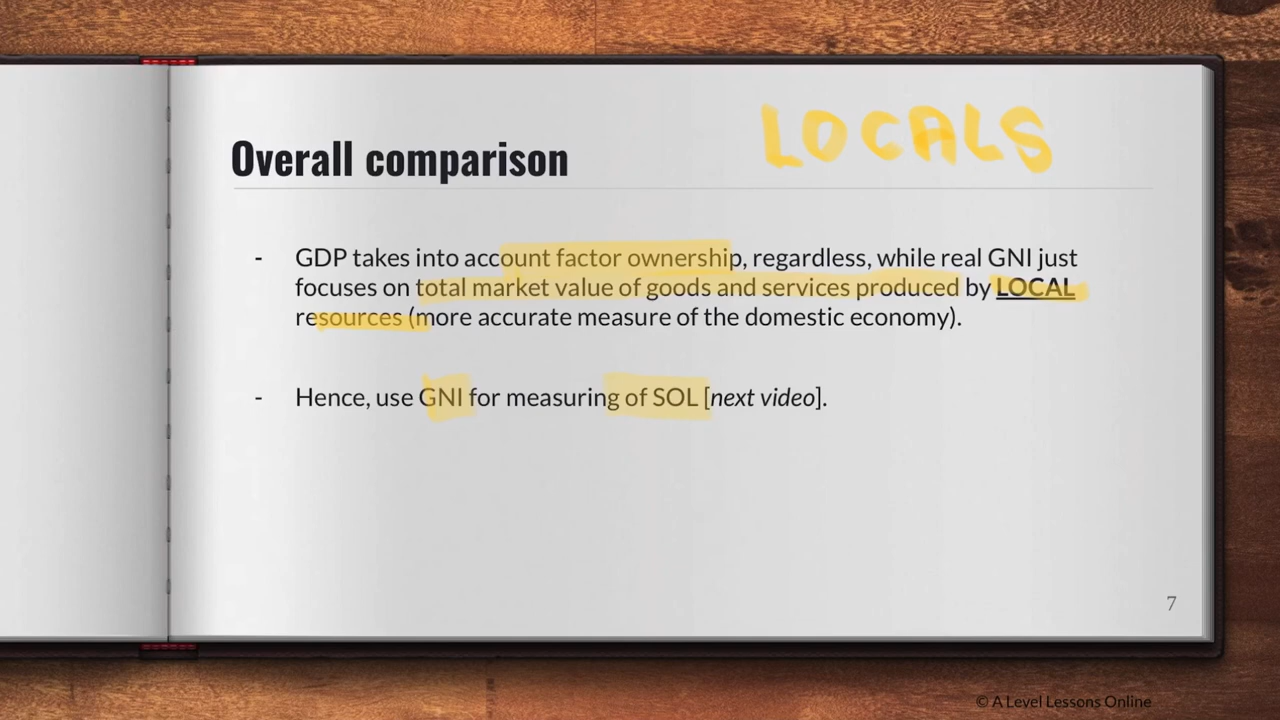 LOCALS
Overall comparison
- GDP takes into account factor ownership, regardless, while real GNI just
focuses on total market value of goods and services produced by LOCAL
resources (more accurate measure of the domestic economy).
- Hence, use GNI for measuring of SOL [next video].
7
© A Level Lessons Online